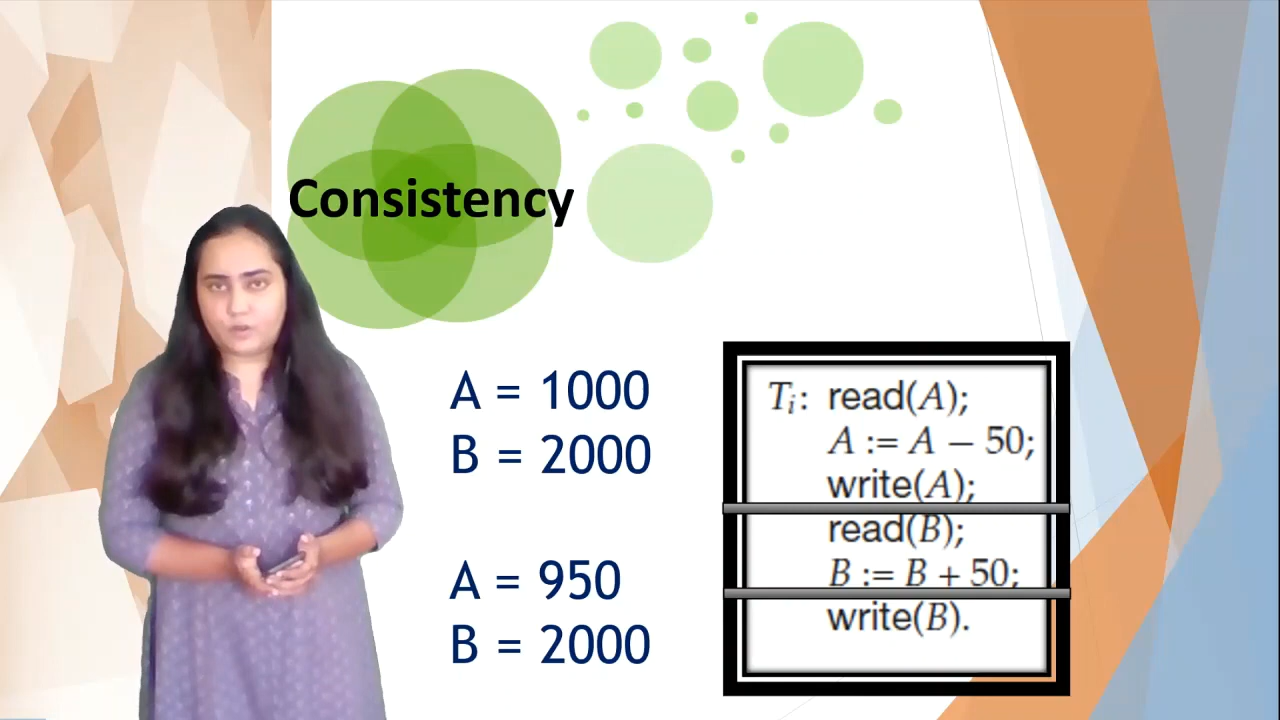 Consistency
A = 1000
B = 2000
A = 950
B = 2000
Ti: read(A);
A := A − 50;
write(A);
read(B);
B := B + 50;
write(B).